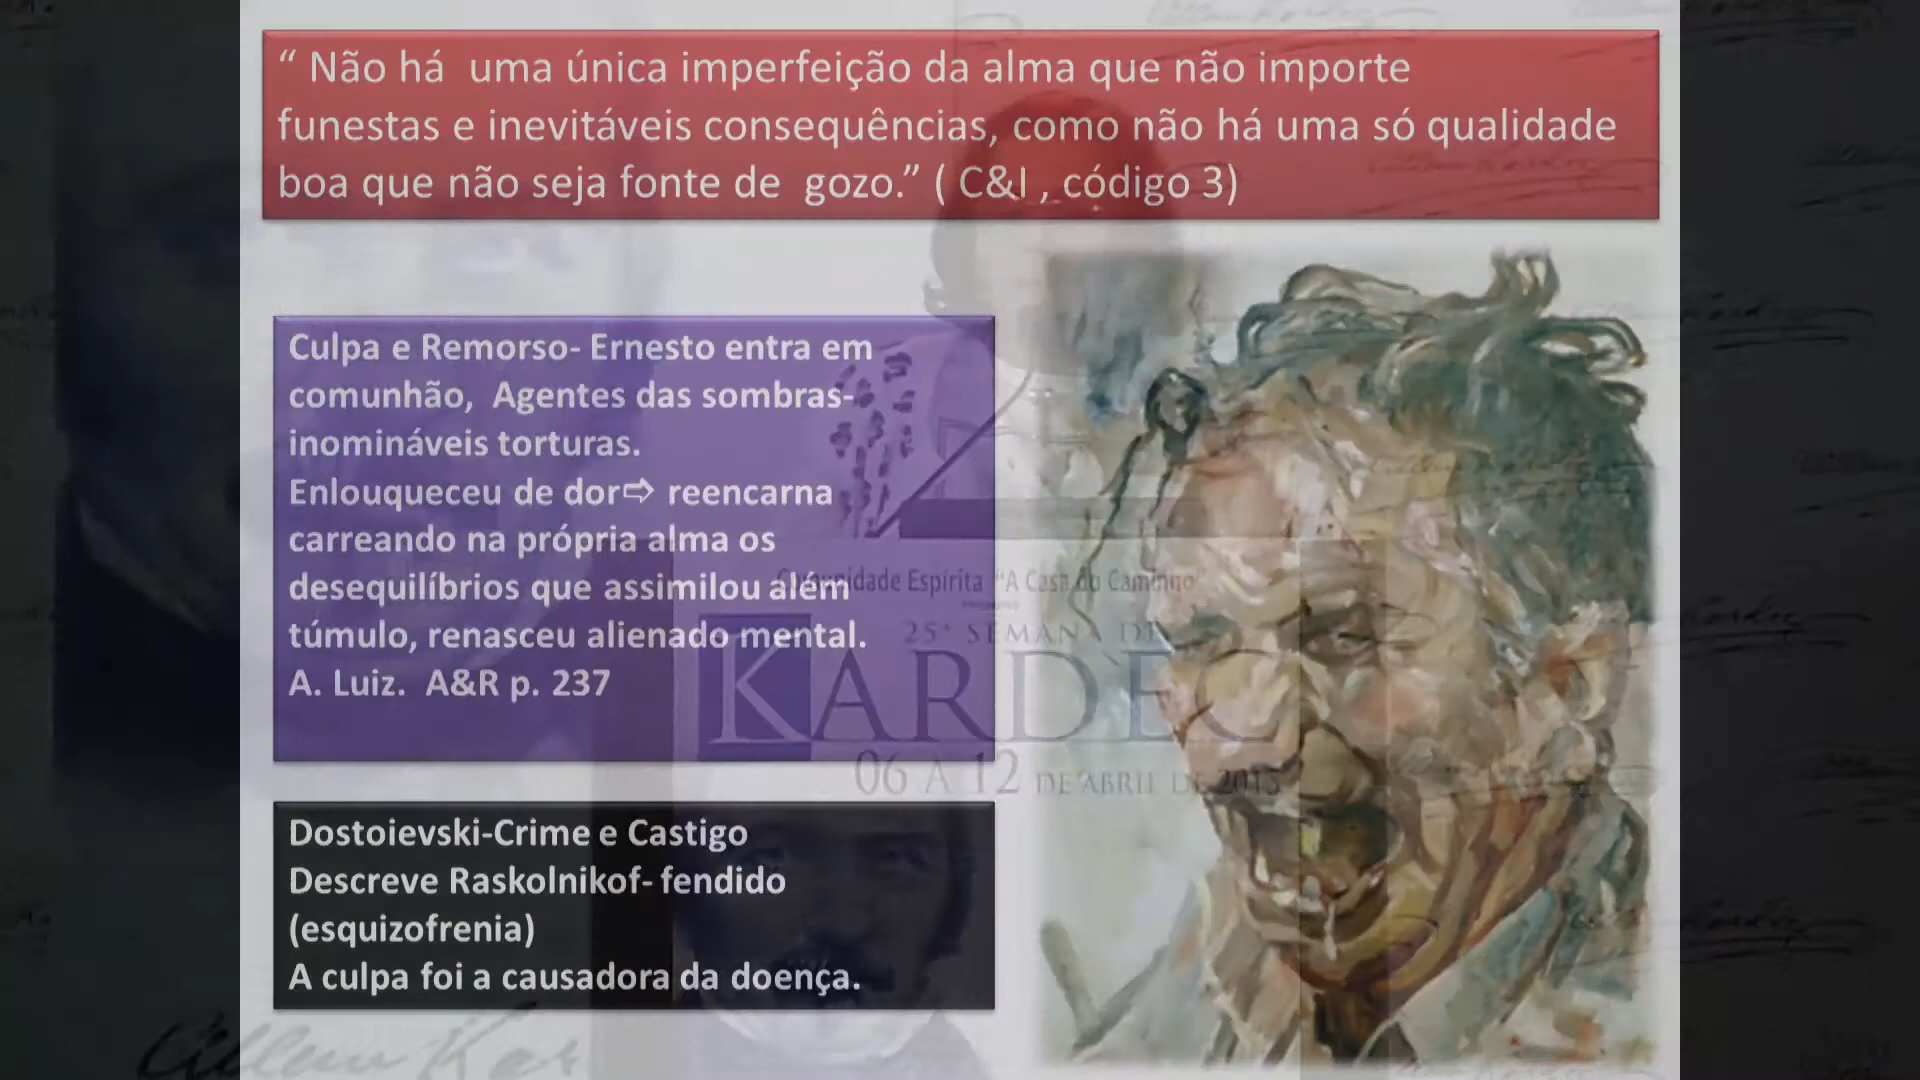 “ Não há uma única imperfeição da alma que não importe
funestas e inevitáveis consequências, como não há uma só qualidade
boa que não seja fonte de gozo.” ( C&I , código 3)
Culpa e Remorso- Ernesto entra em
comunhão, Agentes das sombras-
inomináveis torturas.
Enlouqueceu de dor⇨ reencarna
carreando na própria alma os
desequilíbrios que assimilou além
túmulo, renasceu alienado mental.
A. Luiz. A&R p. 237
Comunidade Espírita “A Casa do Caminho”
25ª SEMANA DE
KARDEC
06 A 12 DE ABRIL DE 2015
Dostoievski-Crime e Castigo
Descreve Raskolnikof- fendido
(esquizofrenia)
A culpa foi a causadora da doença.
Allan Kar